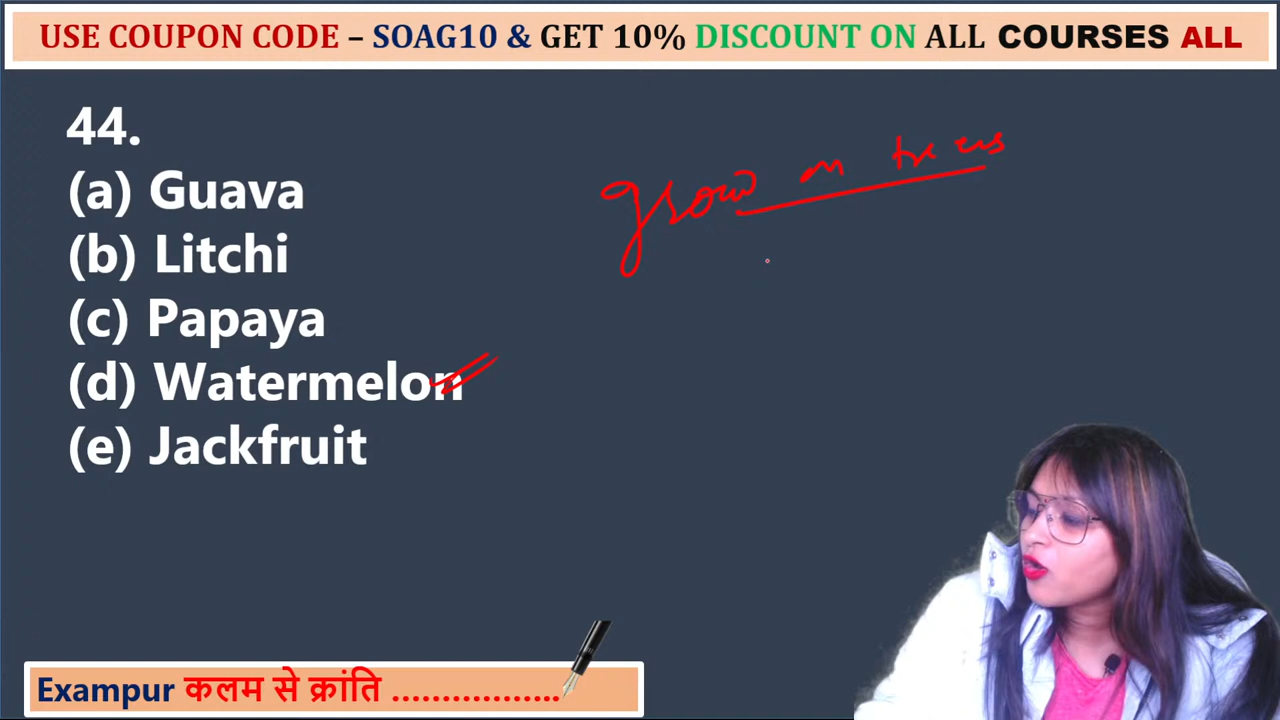 USE COUPON CODE – SOAG10 & GET 10% DISCOUNT ON ALL COURSES ALL
44.
grow on trees
(a) Guava
(b) Litchi
(c) Papaya
(d) Watermelon
(e) Jackfruit
Exampur कलम से क्रांति .................